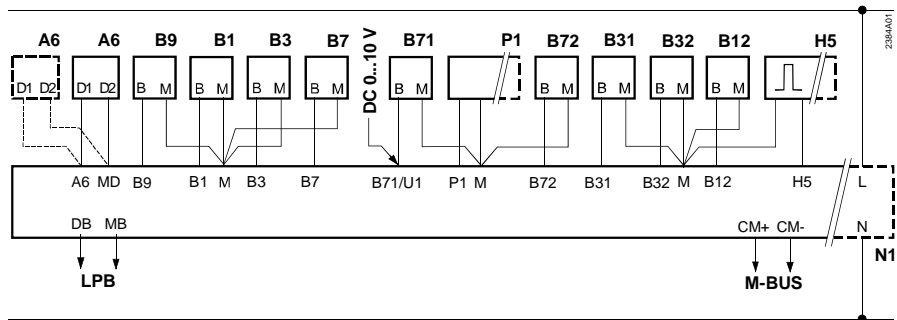 A6 A6 B9 B1 B3 B7 B71 P1 B72 B31 B32 B12 H5
2384A01
D1 D2 D1 D2 B M B M B M B M DC 0...10 V B M B M B M B M B M
A6 MD B9 B1 M B3 B7 B71/U1 P1 M B72 B31 B32 M B12 H5 L
DB MB CM+ CM- N
N1
LPB M-BUS